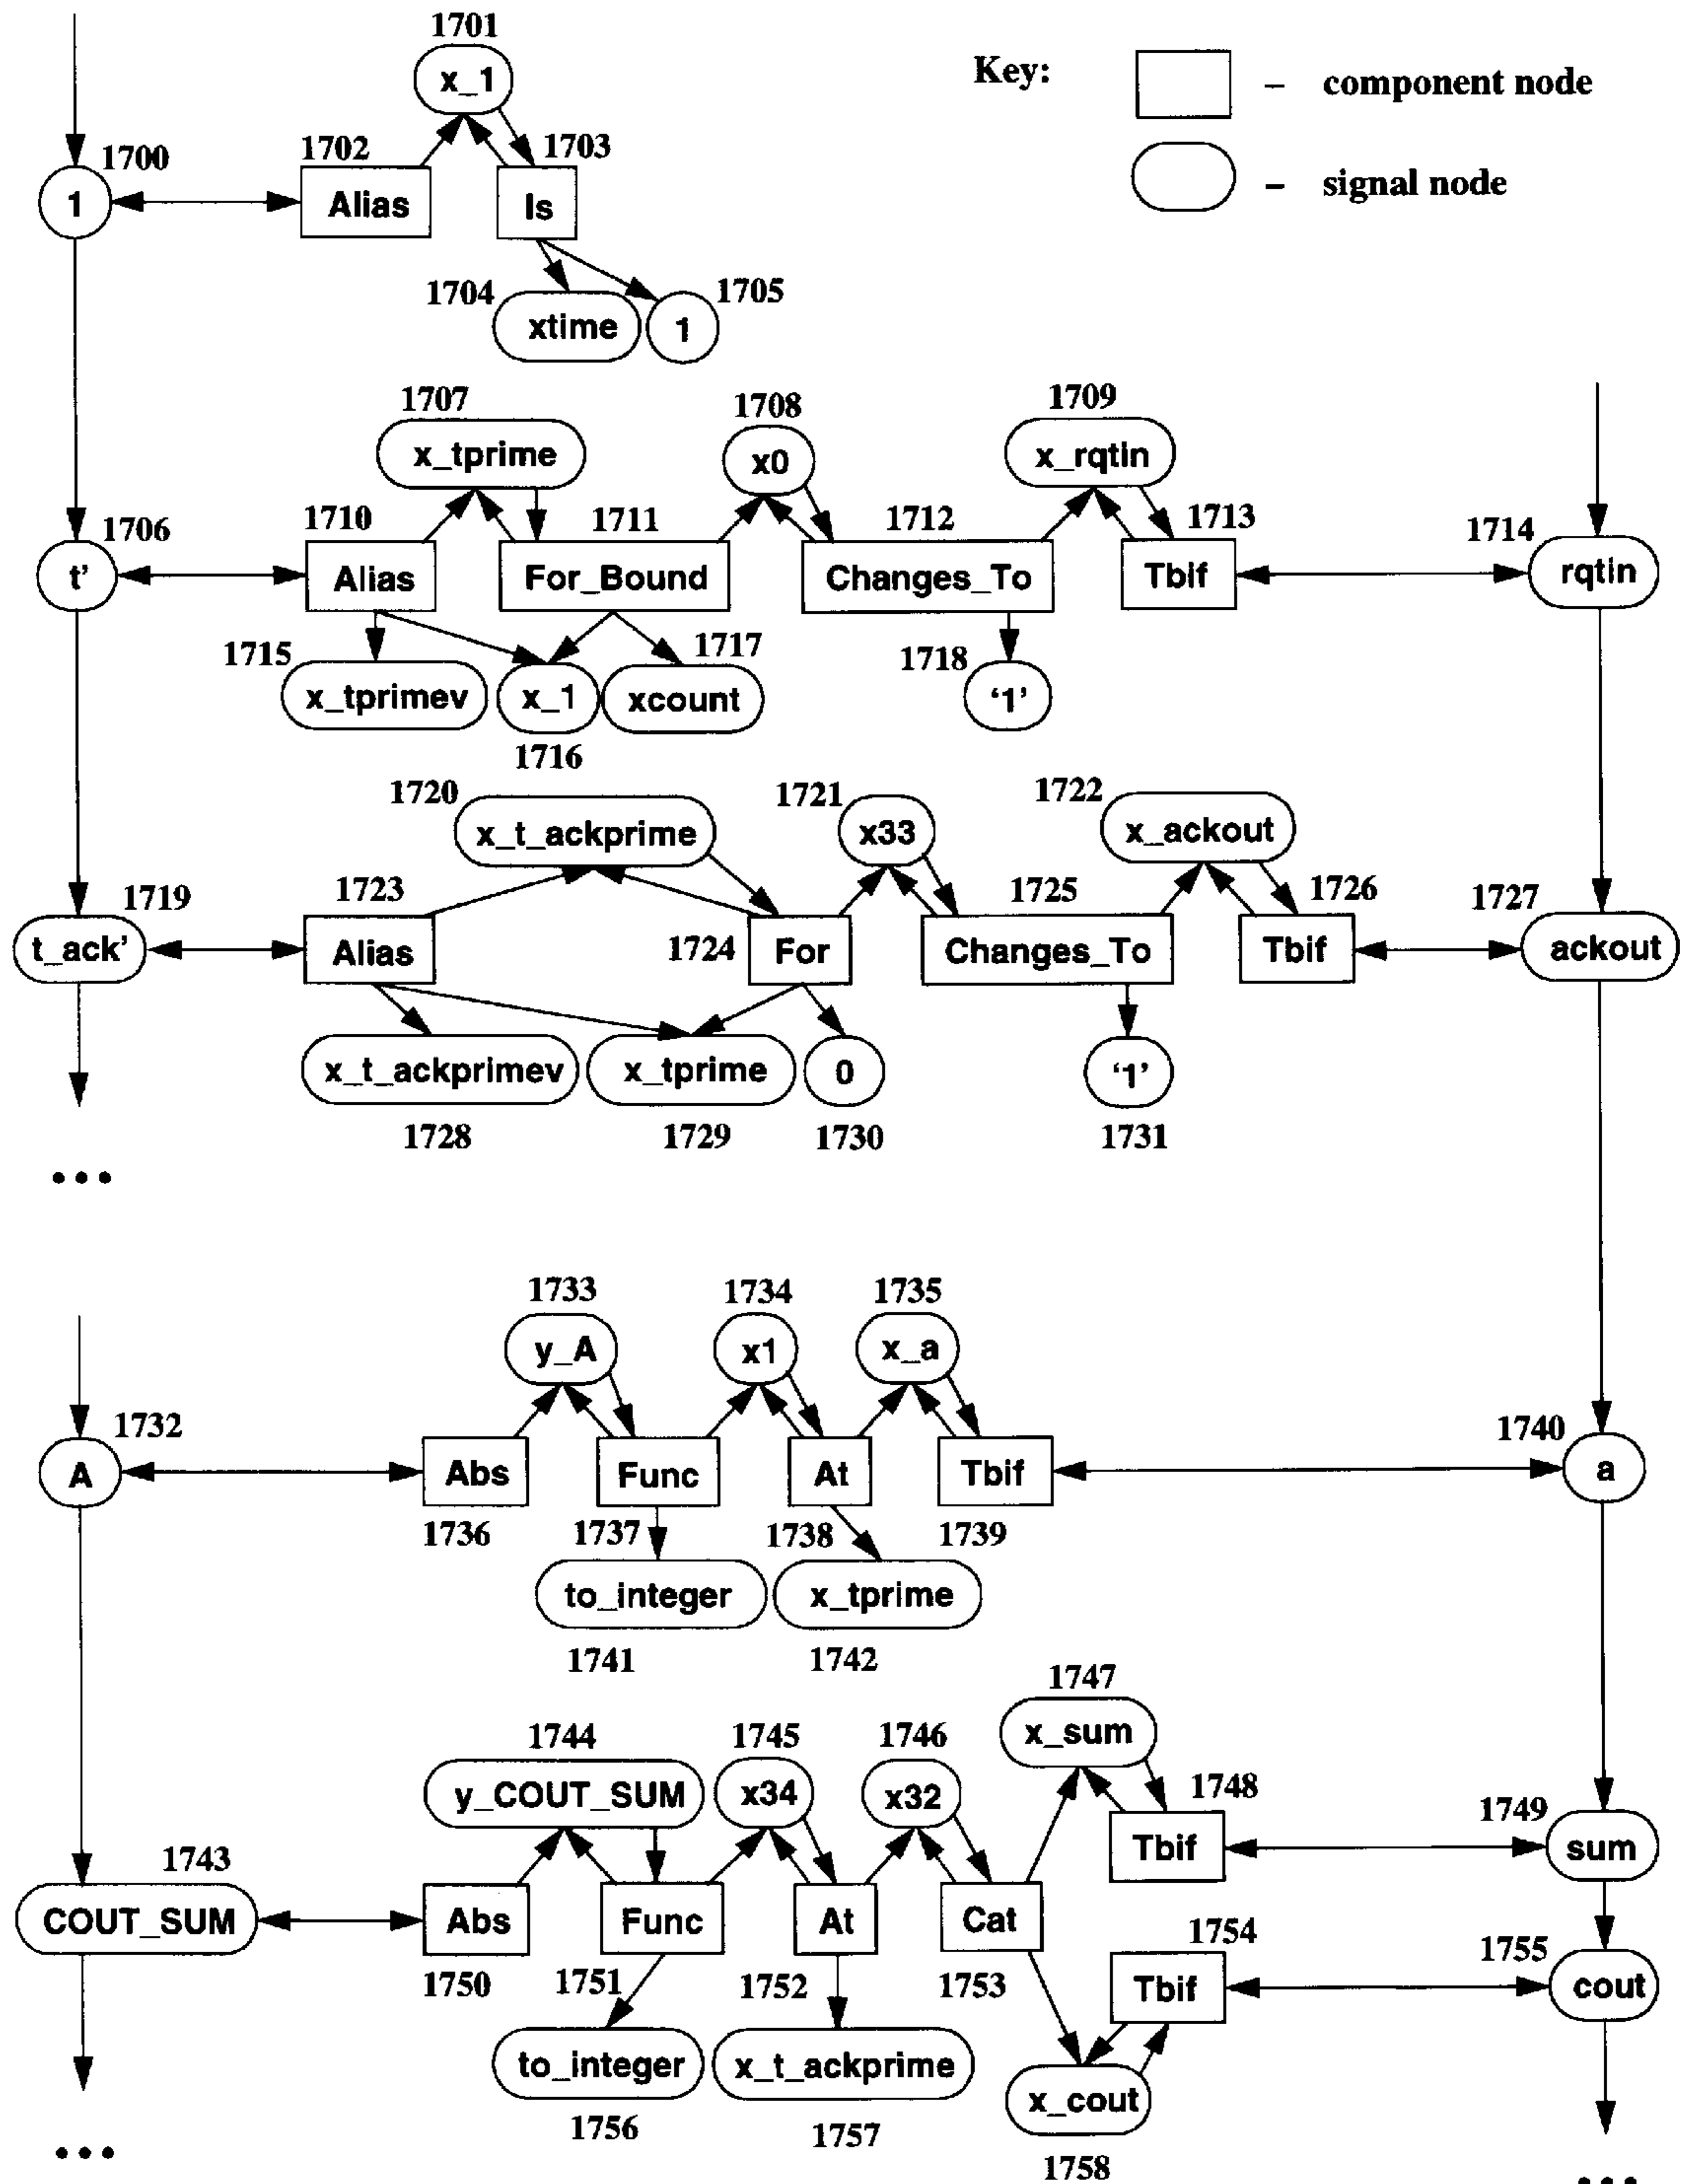 1701
x_1
Key:
– component node
1700
1702
1703
1
Alias
Is
– signal node
1704
1705
xtime
1
1707
1708
1709
x_tprime
x0
x_rqtin
1706
1710
1711
1712
1713
1714
t’
Alias
For_Bound
Changes_To
Tbif
rqtin
1715
1717
1718
x_tprimev
x_1
xcount
‘1’
1716
1720
1721
1722
x_t_ackprime
x33
x_ackout
1719
1723
1725
1726
1727
t_ack’
Alias
1724
For
Changes_To
Tbif
ackout
x_t_ackprimev
x_tprime
0
‘1’
1728
1729
1730
1731
•••
1733
1734
1735
y_A
x1
x_a
1732
1740
A
Abs
Func
At
Tbif
a
1736
1737
1738
1739
to_integer
x_tprime
1741
1742
1747
x_sum
1744
1745
1746
y_COUT_SUM
x34
x32
1748
1749
Tbif
sum
1743
COUT_SUM
Abs
Func
At
Cat
1754
1755
1750
1751
1752
1753
Tbif
cout
to_integer
x_t_ackprime
x_cout
1756
1757
1758
•••
•••